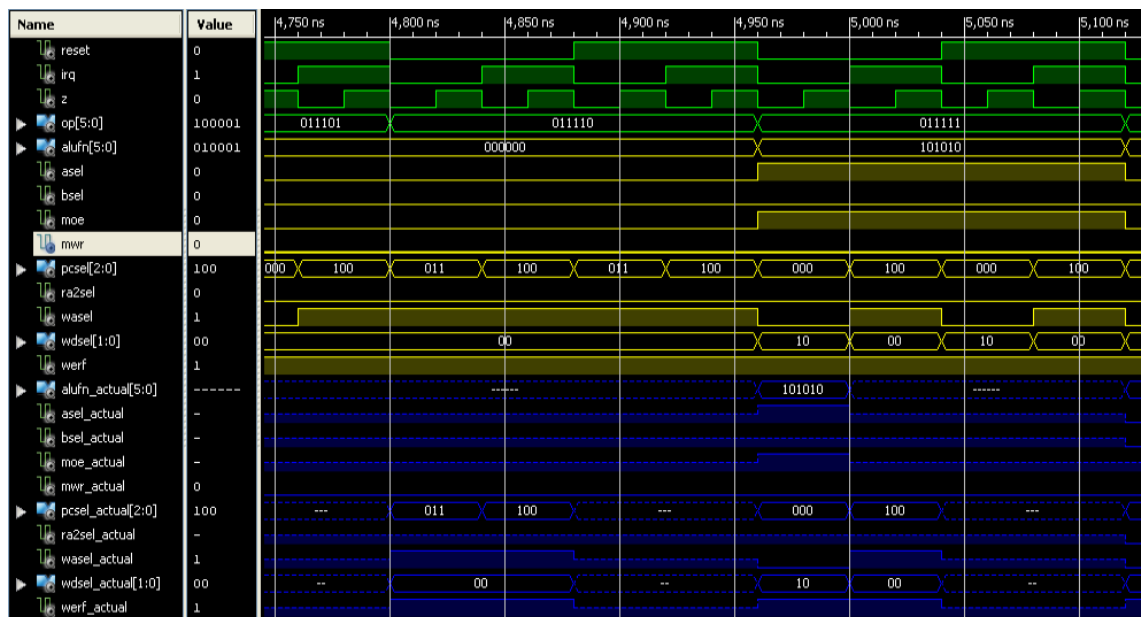 Name Value 4,750 ns 4,800 ns 4,850 ns 4,900 ns 4,950 ns 5,000 ns 5,050 ns 5,100 ns
reset 0
irq 1
z 0
op[5:0] 100001 011101 011110 011111
alufn[5:0] 010001 000000 101010
asel 0
bsel 0
moe 0
mwr 0
pcsel[2:0] 100 000 100 011 100 011 100 000 100 000 100
ra2sel 0
wasel 1
wdsel[1:0] 00 00 10 00 10 00
werf 1
alufn_actual[5:0] ------ ------ 101010 ------
asel_actual -
bsel_actual -
moe_actual -
mwr_actual 0
pcsel_actual[2:0] 100 --- 011 100 --- 000 100 ---
ra2sel_actual -
wasel_actual 1
wdsel_actual[1:0] 00 -- 00 -- 10 00 --
werf_actual 1